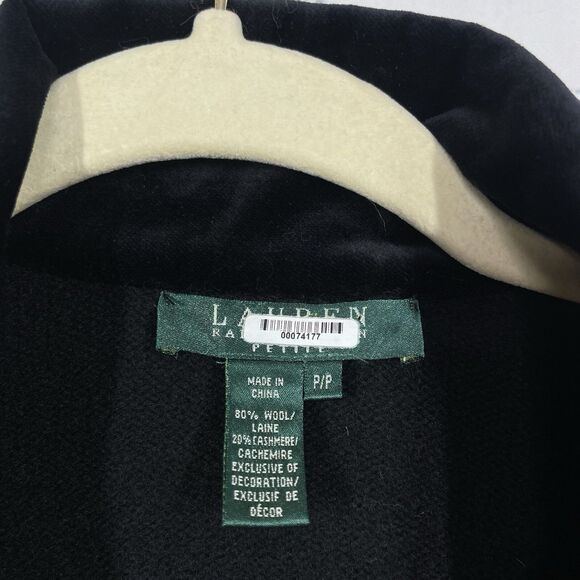 LAUREN
00074177
PETITE
MADE IN
CHINA
P/P
80% WOOL/
LAINE
20% CASHMERE/
CACHEMIRE
EXCLUSIVE OF
DECORATION/
EXCLUSIF DE
DÉCOR